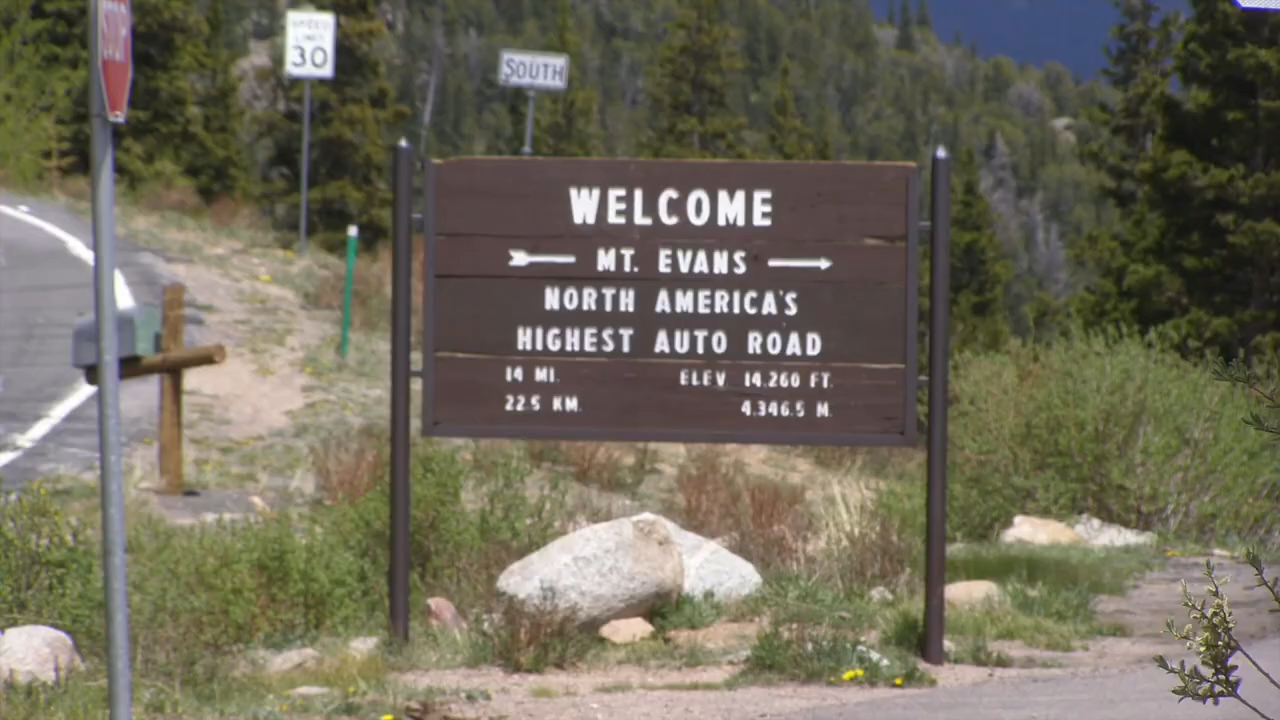 STOP
SPEED
LIMIT
30
SOUTH
WELCOME
MT. EVANS
NORTH AMERICA'S
HIGHEST AUTO ROAD
14 MI. ELEV 14.260 FT.
22.5 KM. 4.346.5 M.